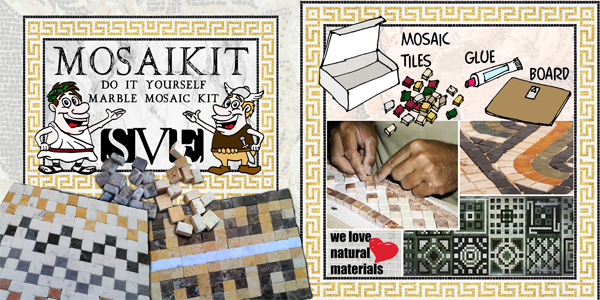 MOSAIKIT
DO IT YOURSELF
MARBLE MOSAIC KIT
SVE
MOSAIC
TILES
GLUE
BOARD
we love
natural
materials